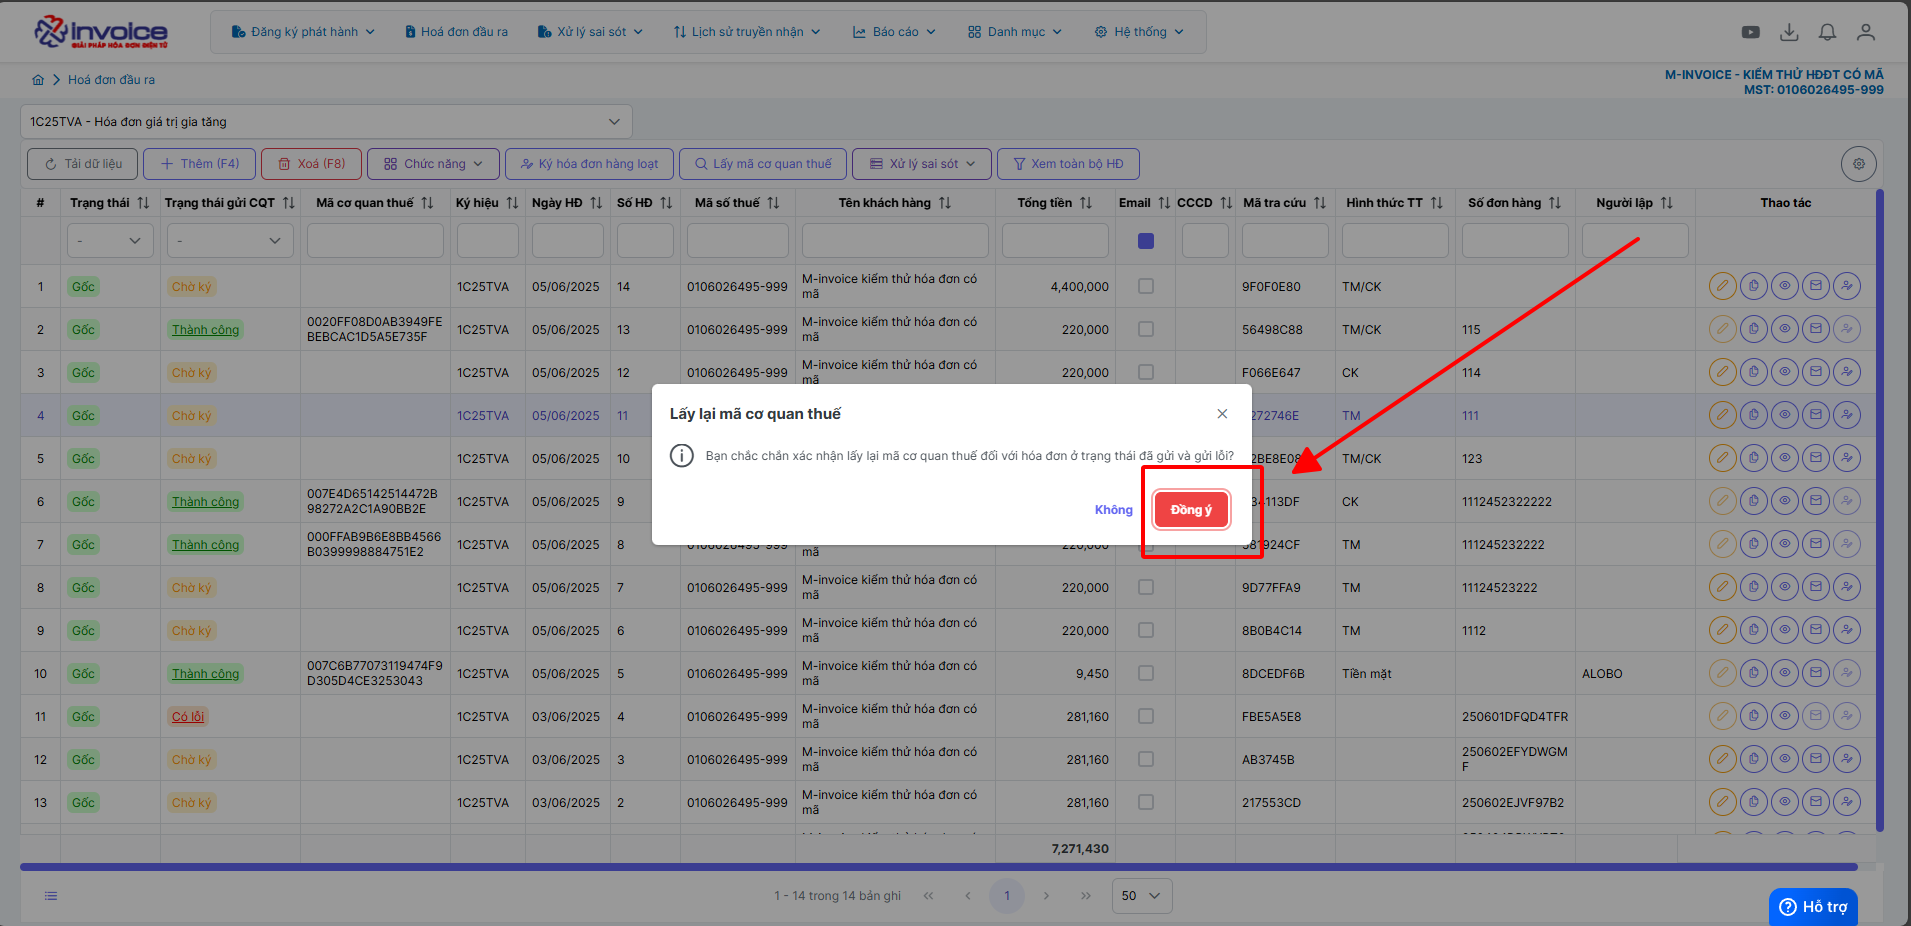 invoice
GIẢI PHÁP HÓA ĐƠN ĐIỆN TỬ
Đăng ký phát hành
Hoá đơn đầu ra
Xử lý sai sót
Lịch sử truyền nhận
Báo cáo
Danh mục
Hệ thống
Hoá đơn đầu ra
M-INVOICE - KIỂM THỬ HĐĐT CÓ MÃ
MST: 0106026495-999
1C25TVA - Hóa đơn giá trị gia tăng
Tải dữ liệu
Thêm (F4)
Xoá (F8)
Chức năng
Ký hóa đơn hàng loạt
Lấy mã cơ quan thuế
Xử lý sai sót
Xem toàn bộ HĐ
# Trạng thái Trạng thái gửi CQT Mã cơ quan thuế Ký hiệu Ngày HĐ Số HĐ Mã số thuế Tên khách hàng Tổng tiền Email CCCD Mã tra cứu Hình thức TT Số đơn hàng Người lập Thao tác
- -
1 Gốc Chờ ký 1C25TVA 05/06/2025 14 0106026495-999 M-invoice kiểm thử hóa đơn có mã 4,400,000 9F0F0E80 TM/CK
2 Gốc Thành công 0020FF08D0AB3949FEBEBCAC1D5A5E735F 1C25TVA 05/06/2025 13 0106026495-999 M-invoice kiểm thử hóa đơn có mã 220,000 56498C88 TM/CK 115
3 Gốc Chờ ký 1C25TVA 05/06/2025 12 0106026495-999 M-invoice kiểm thử hóa đơn có mã 220,000 F066E647 CK 114
4 Gốc Chờ ký 1C25TVA 05/06/2025 11 272746E TM 111
5 Gốc Chờ ký 1C25TVA 05/06/2025 10 2BE8E08 TM/CK 123
6 Gốc Thành công 007E4D65142514472B98272A2C1A90BB2E 1C25TVA 05/06/2025 9 4113DF CK 1112452322222
7 Gốc Thành công 000FFAB9B6E8BB4566B0399998884751E2 1C25TVA 05/06/2025 8 0106026495-999 mã 220,000 381924CF TM 111245232222
8 Gốc Chờ ký 1C25TVA 05/06/2025 7 0106026495-999 M-invoice kiểm thử hóa đơn có mã 220,000 9D77FFA9 TM 11124523222
9 Gốc Chờ ký 1C25TVA 05/06/2025 6 0106026495-999 M-invoice kiểm thử hóa đơn có mã 220,000 8B0B4C14 TM 1112
10 Gốc Thành công 007C6B77073119474F9D305D4CE3253043 1C25TVA 05/06/2025 5 0106026495-999 M-invoice kiểm thử hóa đơn có mã 9,450 8DCEDF6B Tiền mặt ALOBO
11 Gốc Có lỗi 1C25TVA 03/06/2025 4 0106026495-999 M-invoice kiểm thử hóa đơn có mã 281,160 FBE5A5E8 250601DFQD4TFR
12 Gốc Chờ ký 1C25TVA 03/06/2025 3 0106026495-999 M-invoice kiểm thử hóa đơn có mã 281,160 AB3745B 250602EFYDWGMF
13 Gốc Chờ ký 1C25TVA 03/06/2025 2 0106026495-999 M-invoice kiểm thử hóa đơn có mã 281,160 217553CD 250602EJVF97B2
7,271,430
Lấy lại mã cơ quan thuế
Bạn chắc chắn xác nhận lấy lại mã cơ quan thuế đối với hóa đơn ở trạng thái đã gửi và gửi lỗi?
Không
Đồng ý
1 - 14 trong 14 bản ghi
1
50
Hỗ trợ